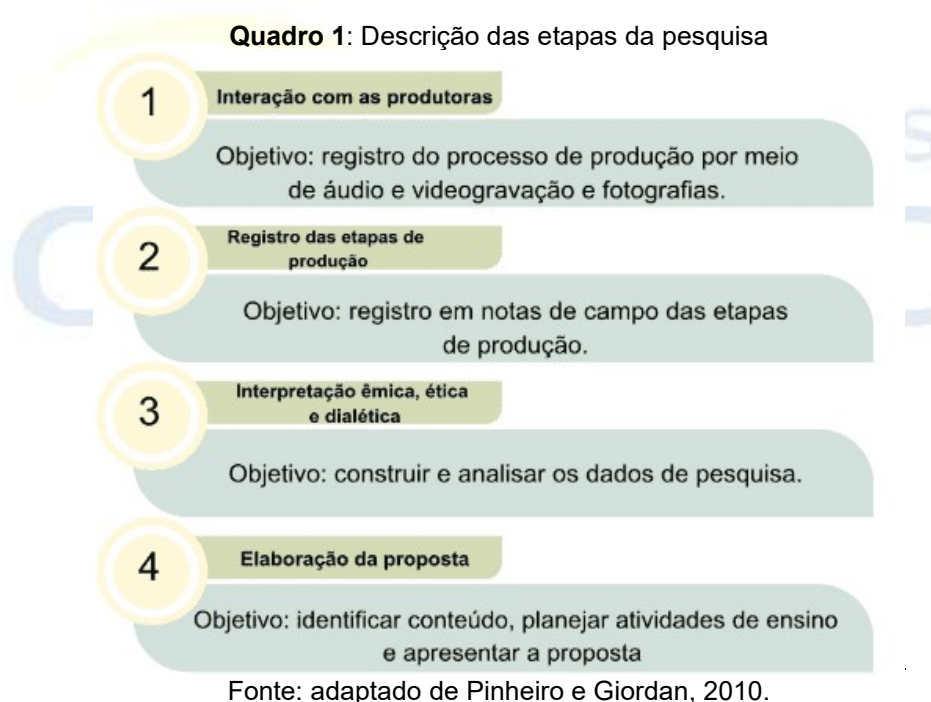 Quadro 1: Descrição das etapas da pesquisa
1
Interação com as produtoras
Objetivo: registro do processo de produção por meio
de áudio e videogravação e fotografias.
2
Registro das etapas de
produção
Objetivo: registro em notas de campo das etapas
de produção.
3
Interpretação êmica, ética
e dialética
Objetivo: construir e analisar os dados de pesquisa.
4
Elaboração da proposta
Objetivo: identificar conteúdo, planejar atividades de ensino
e apresentar a proposta
Fonte: adaptado de Pinheiro e Giordan, 2010.